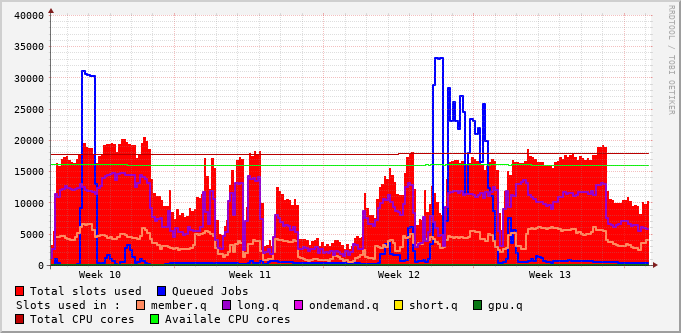 40000
35000
30000
25000
20000
15000
10000
5000
0
Week 10 Week 11 Week 12 Week 13
RRDTOOL / TOBI OETIKER
Total slots used Queued Jobs
Slots used in : member.q long.q ondemand.q short.q gpu.q
Total CPU cores Availale CPU cores